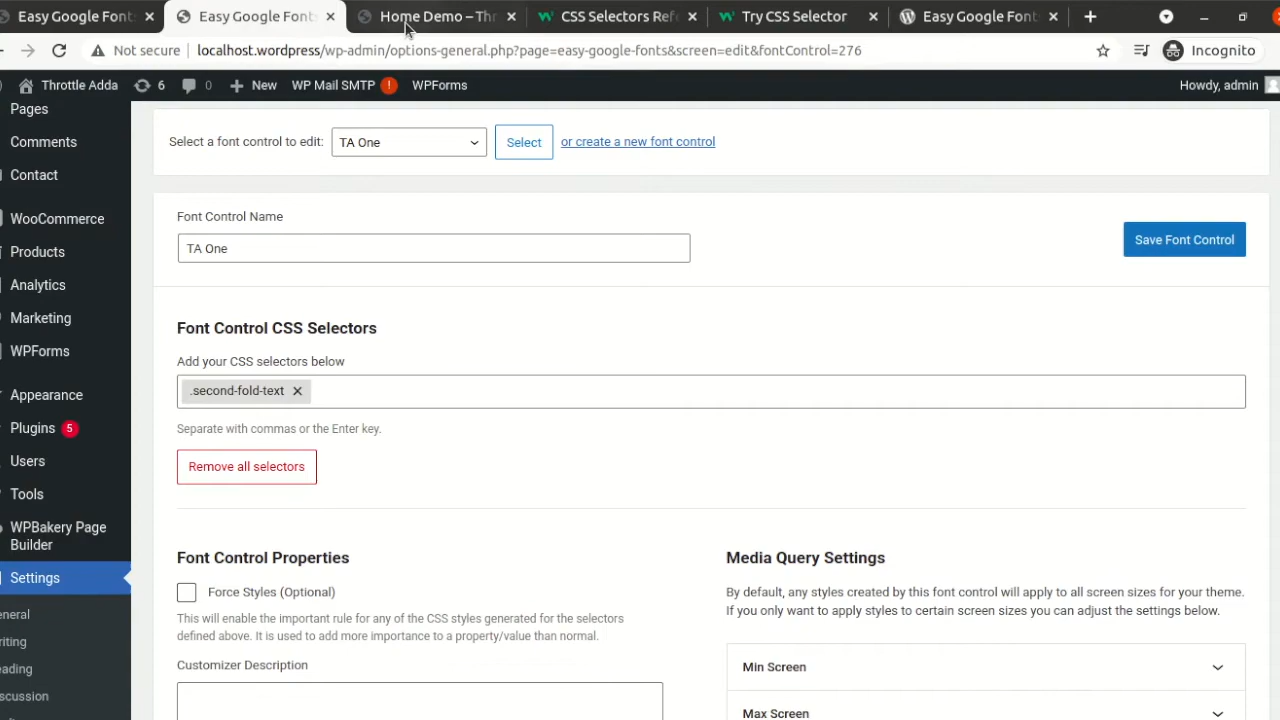 Easy Google Font
Easy Google Font
Home Demo – Thr
CSS Selectors Ref
Try CSS Selector
Easy Google Font
Not secure
localhost.wordpress/wp-admin/options-general.php?page=easy-google-fonts&screen=edit&fontControl=276
Incognito
Throttle Adda
6
0
New
WP Mail SMTP !
WPForms
Howdy, admin
Pages
Comments
Contact
WooCommerce
Products
Analytics
Marketing
WPForms
Appearance
Plugins 5
Users
Tools
WPBakery Page
Builder
Settings
eneral
riting
eading
scussion
Select a font control to edit:
TA One
Select
or create a new font control
Font Control Name
TA One
Save Font Control
Font Control CSS Selectors
Add your CSS selectors below
.second-fold-text
Separate with commas or the Enter key.
Remove all selectors
Font Control Properties
Force Styles (Optional)
This will enable the important rule for any of the CSS styles generated for the selectors
defined above. It is used to add more importance to a property/value than normal.
Customizer Description
Media Query Settings
By default, any styles created by this font control will apply to all screen sizes for your theme.
If you only want to apply styles to certain screen sizes you can adjust the settings below.
Min Screen
Max Screen